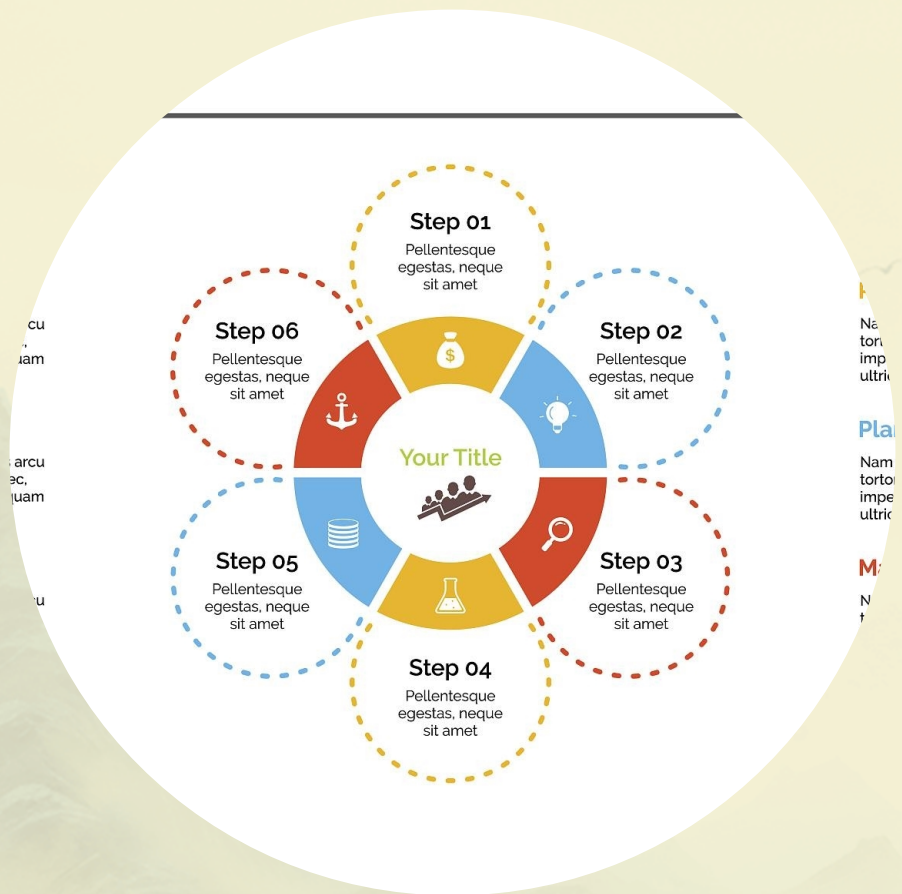 Step 01
Pellentesque
egestas, neque
sit amet
Step 06
Pellentesque
egestas, neque
sit amet
Step 02
Pellentesque
egestas, neque
sit amet
$
Your Title
Step 05
Pellentesque
egestas, neque
sit amet
Step 03
Pellentesque
egestas, neque
sit amet
Step 04
Pellentesque
egestas, neque
sit amet
arcu
Nam